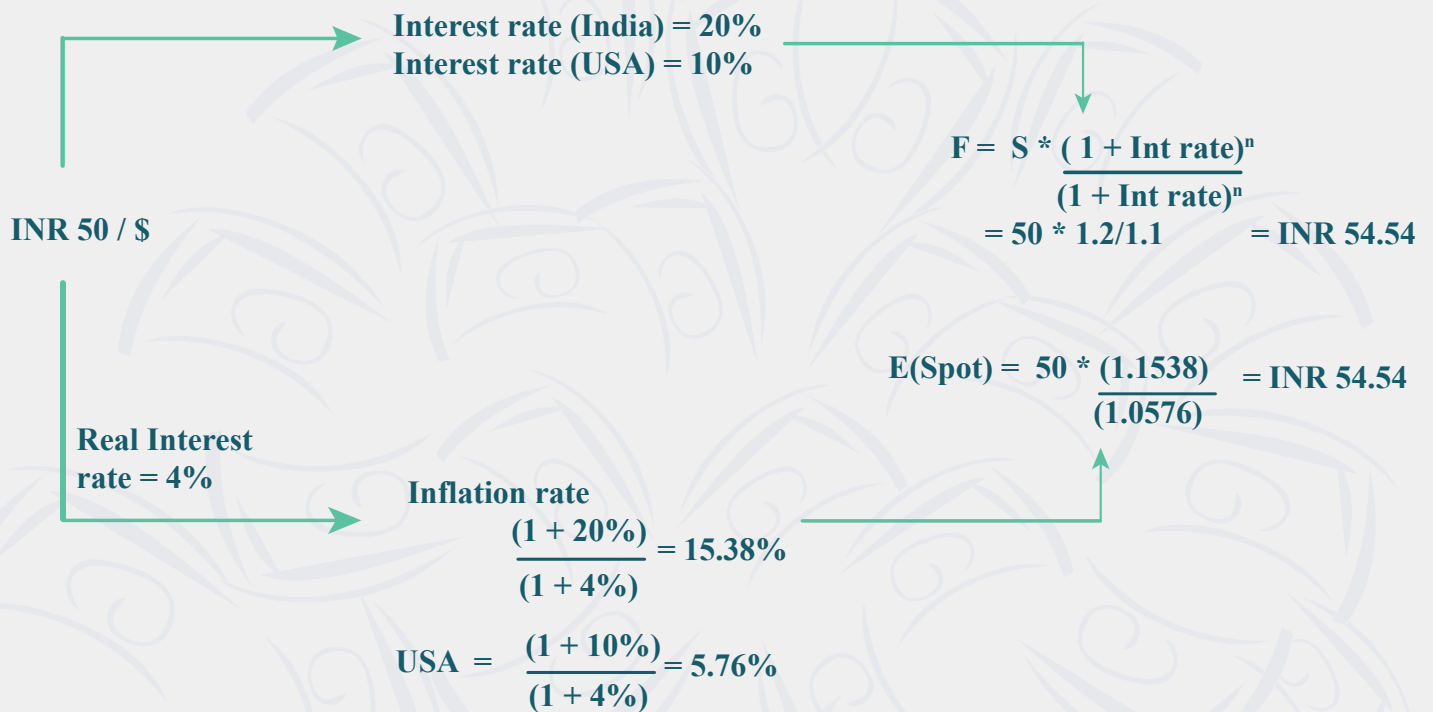 Interest rate (India) = 20%
Interest rate (USA) = 10%
F = S * ( 1 + Int rate)ⁿ
(1 + Int rate)ⁿ
= 50 * 1.2/1.1 = INR 54.54
INR 50 / $
E(Spot) = 50 * (1.1538) = INR 54.54
(1.0576)
Real Interest
rate = 4%
Inflation rate
(1 + 20%) = 15.38%
(1 + 4%)
USA = (1 + 10%) = 5.76%
(1 + 4%)